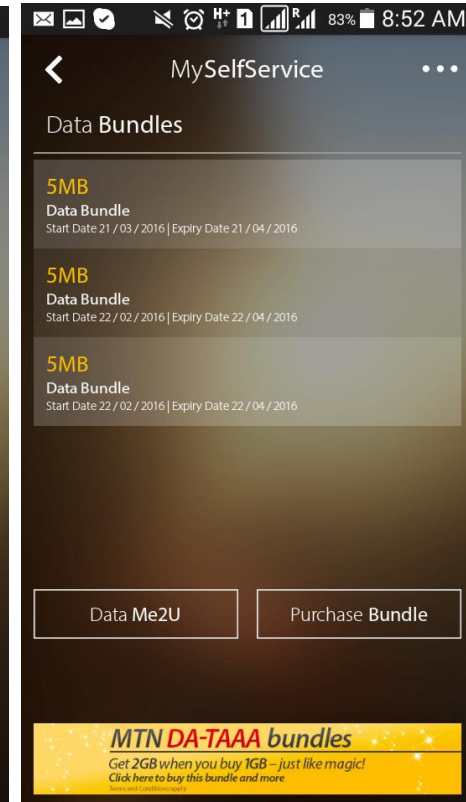 1 R 83% 8:52 AM
MySelfService
Data Bundles
5MB
Data Bundle
Start Date 21 / 03 / 2016 | Expiry Date 21 / 04 / 2016
5MB
Data Bundle
Start Date 22 / 02 / 2016 | Expiry Date 22 / 04 / 2016
5MB
Data Bundle
Start Date 22 / 02 / 2016 | Expiry Date 22 / 04 / 2016
Data Me2U
Purchase Bundle
MTN DA-TAAA bundles
Get 2GB when you buy 1GB – just like magic!
Click here to buy this bundle and more
Terms and Conditions apply